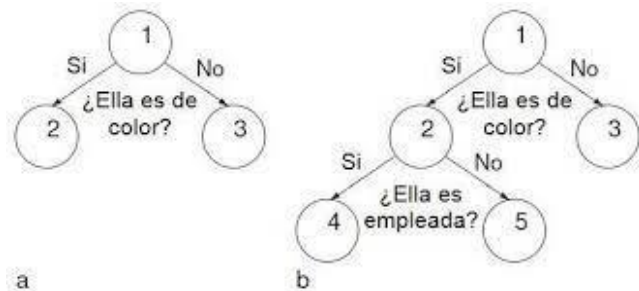 1
Si
No
¿Ella es de
color?
2
3
a
1
Si
No
¿Ella es de
color?
2
3
Si
No
¿Ella es
empleada?
4
5
b